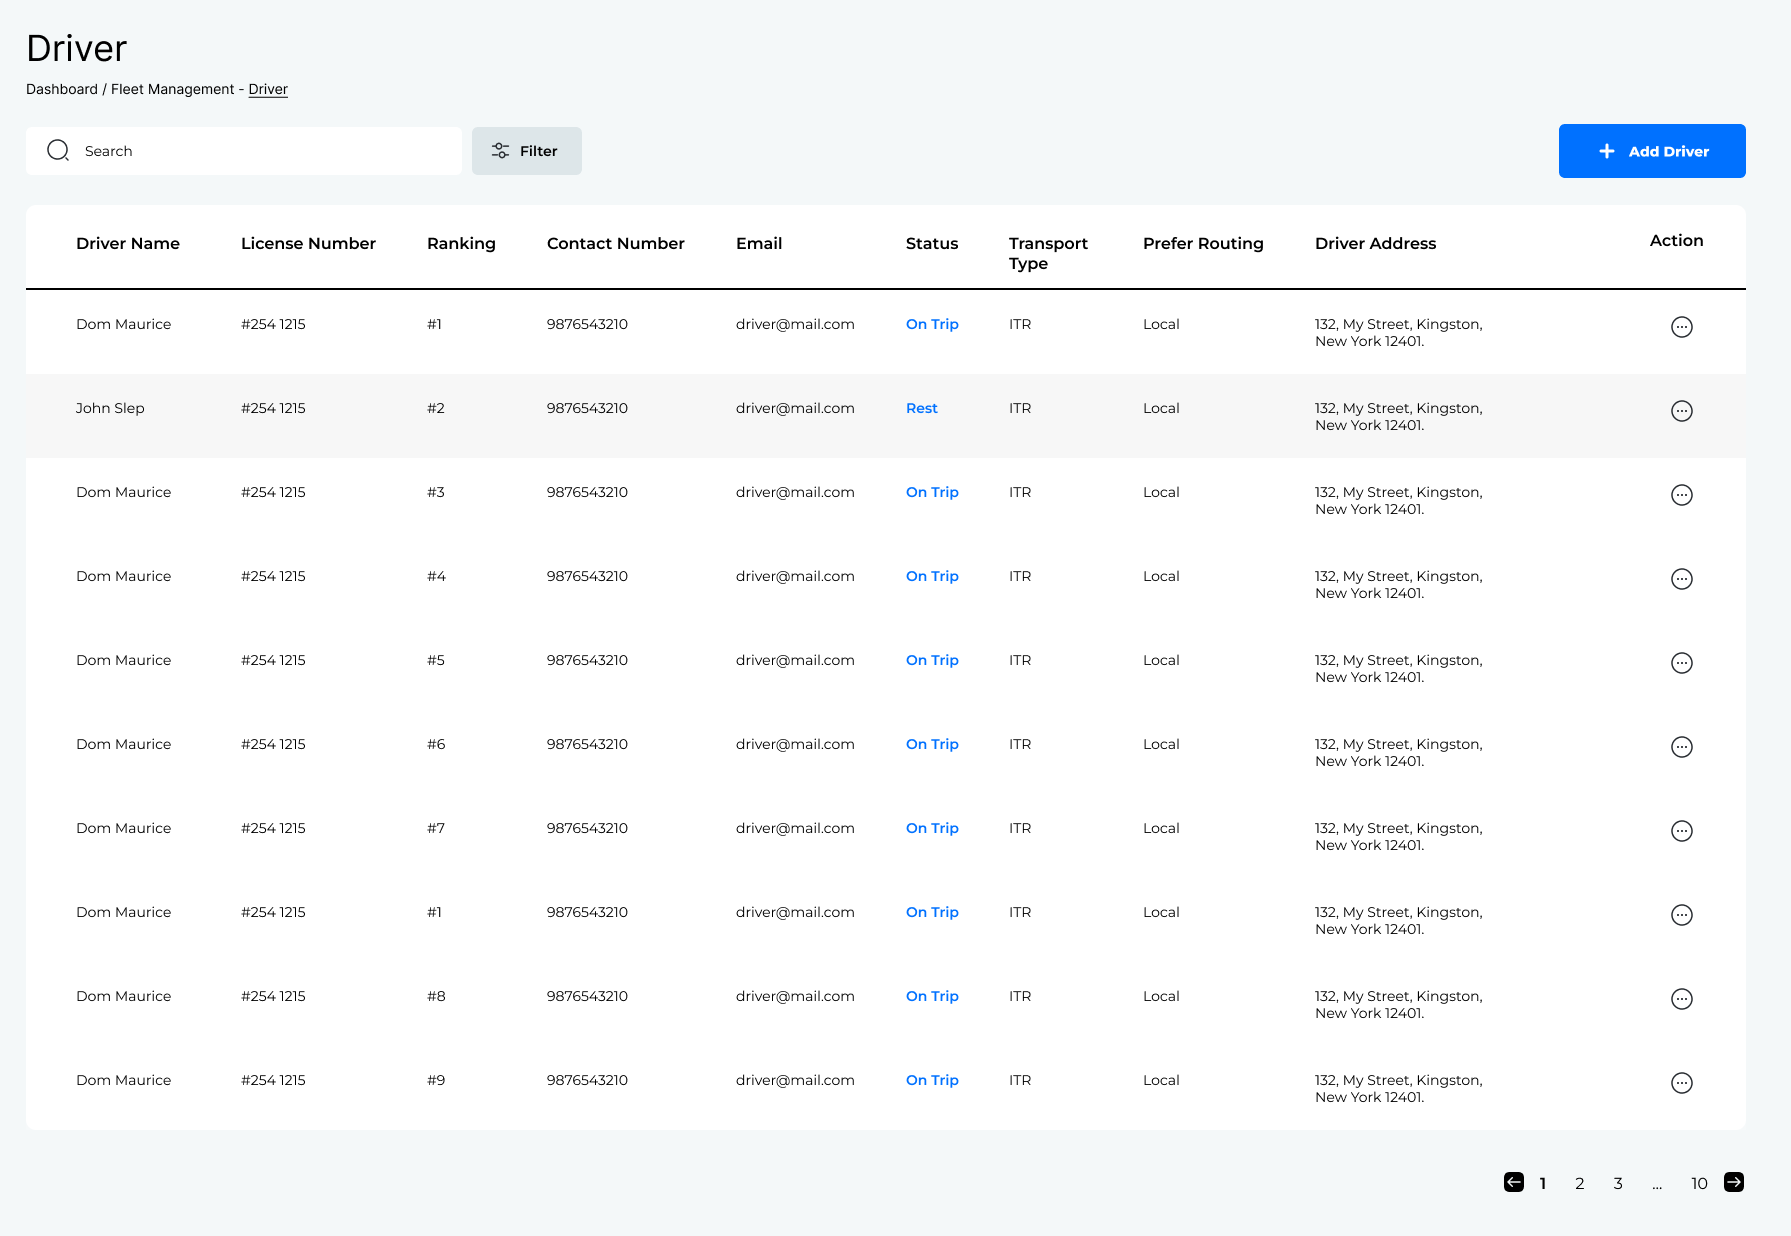 Driver
Dashboard / Fleet Management - Driver
Search
Filter
Add Driver
Driver Name License Number Ranking Contact Number Email Status Transport Type Prefer Routing Driver Address Action
Dom Maurice #254 1215 #1 9876543210 driver@mail.com On Trip ITR Local 132, My Street, Kingston,
New York 12401.
John Slep #254 1215 #2 9876543210 driver@mail.com Rest ITR Local 132, My Street, Kingston,
New York 12401.
Dom Maurice #254 1215 #3 9876543210 driver@mail.com On Trip ITR Local 132, My Street, Kingston,
New York 12401.
Dom Maurice #254 1215 #4 9876543210 driver@mail.com On Trip ITR Local 132, My Street, Kingston,
New York 12401.
Dom Maurice #254 1215 #5 9876543210 driver@mail.com On Trip ITR Local 132, My Street, Kingston,
New York 12401.
Dom Maurice #254 1215 #6 9876543210 driver@mail.com On Trip ITR Local 132, My Street, Kingston,
New York 12401.
Dom Maurice #254 1215 #7 9876543210 driver@mail.com On Trip ITR Local 132, My Street, Kingston,
New York 12401.
Dom Maurice #254 1215 #1 9876543210 driver@mail.com On Trip ITR Local 132, My Street, Kingston,
New York 12401.
Dom Maurice #254 1215 #8 9876543210 driver@mail.com On Trip ITR Local 132, My Street, Kingston,
New York 12401.
Dom Maurice #254 1215 #9 9876543210 driver@mail.com On Trip ITR Local 132, My Street, Kingston,
New York 12401.
1 2 3 ... 10